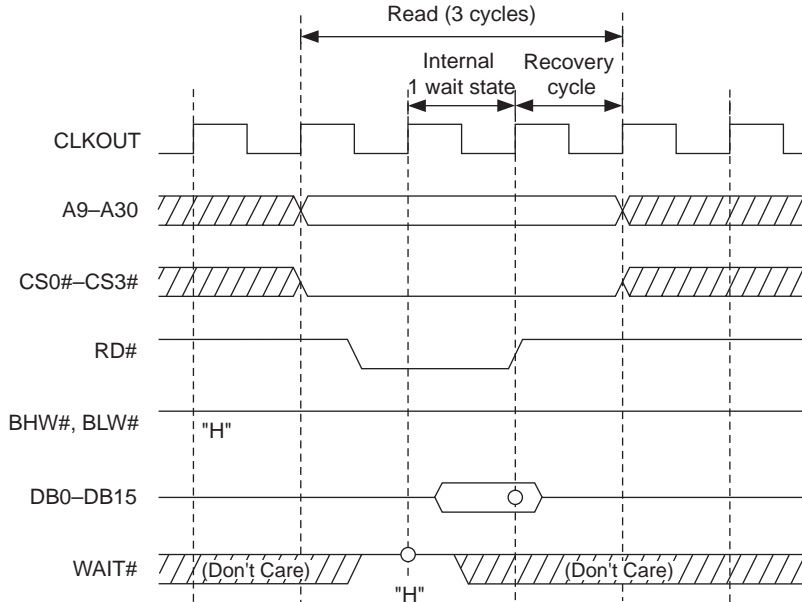 Read (3 cycles)
Internal
1 wait state
Recovery
cycle
CLKOUT
A9–A30
CS0#–CS3#
RD#
BHW#, BLW#
"H"
DB0–DB15
WAIT#
(Don't Care)
(Don't Care)
"H"